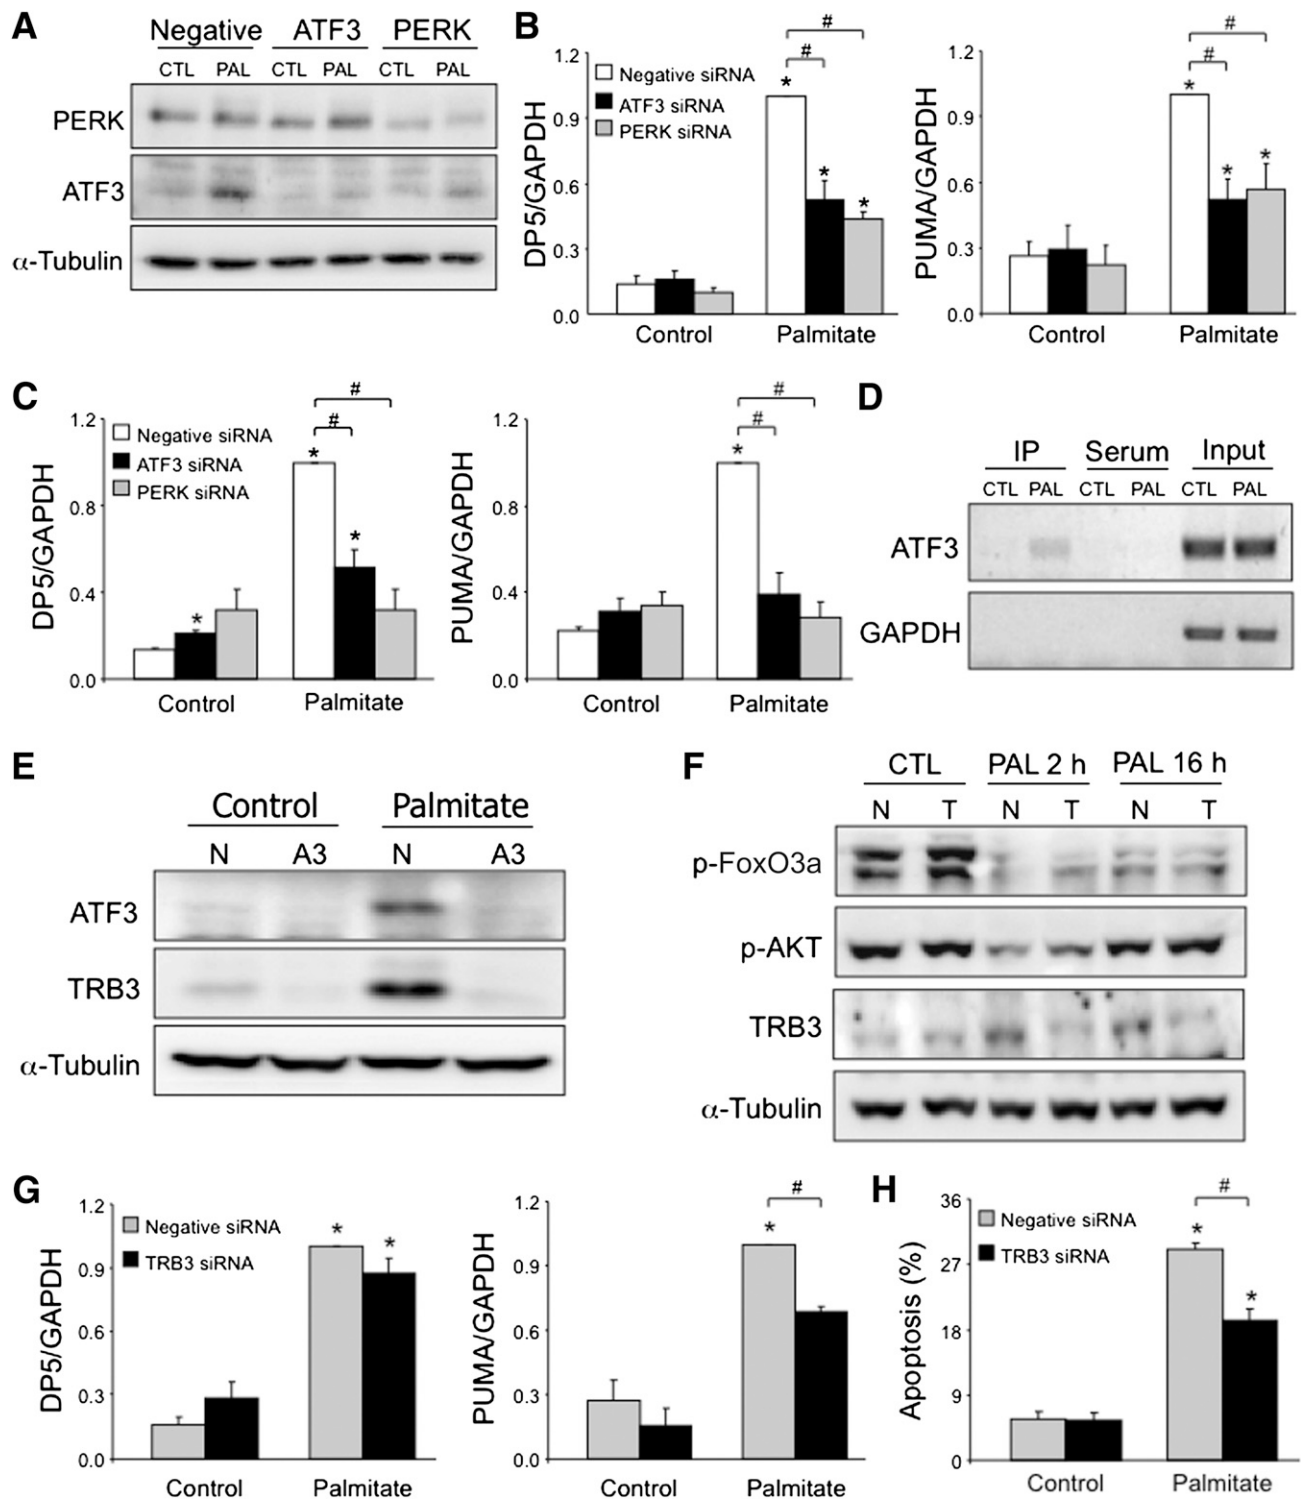 A
Negative ATF3 PERK
CTL PAL CTL PAL CTL PAL
PERK
ATF3
α-Tubulin
B
DP5/GAPDH
1.2
0.9
0.6
0.3
0.0
Negative siRNA
ATF3 siRNA
PERK siRNA
#
#
*
*
*
Control Palmitate
PUMA/GAPDH
1.2
0.9
0.6
0.3
0.0
#
#
*
*
*
Control Palmitate
C
DP5/GAPDH
1.2
0.8
0.4
0.0
Negative siRNA
ATF3 siRNA
PERK siRNA
#
#
*
*
*
Control Palmitate
PUMA/GAPDH
1.2
0.8
0.4
0.0
#
#
*
Control Palmitate
D
IP Serum Input
CTL PAL CTL PAL CTL PAL
ATF3
GAPDH
E
Control Palmitate
N A3 N A3
ATF3
TRB3
α-Tubulin
F
CTL PAL 2 h PAL 16 h
N T N T N T
p-FoxO3a
p-AKT
TRB3
α-Tubulin
G
DP5/GAPDH
1.2
0.9
0.6
0.3
0.0
Negative siRNA
TRB3 siRNA
*
*
Control Palmitate
PUMA/GAPDH
1.2
0.9
0.6
0.3
0.0
#
*
Control Palmitate
H
Apoptosis (%)
36
27
18
9
0
Negative siRNA
TRB3 siRNA
#
*
*
Control Palmitate